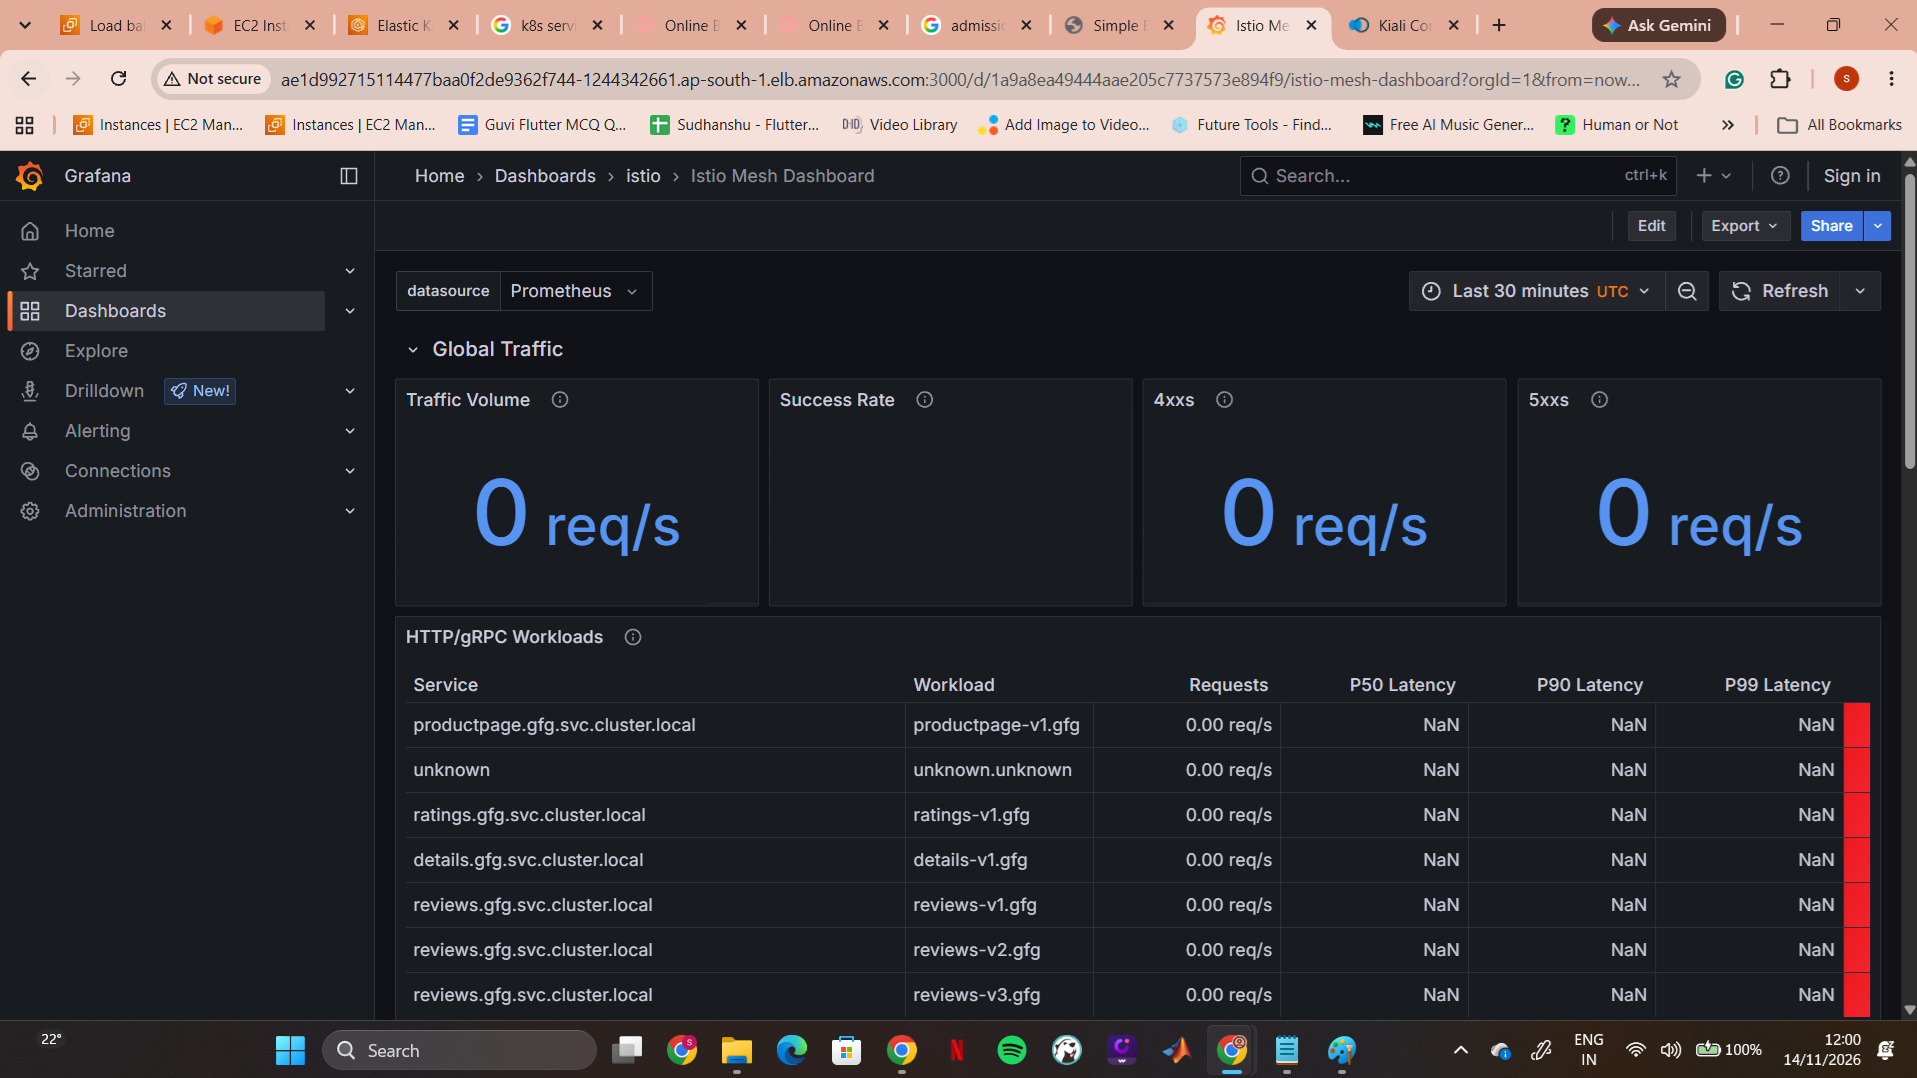 Load bal
EC2 Inst
Elastic K
k8s servi
Online B
Online B
admissio
Simple B
Istio Me
Kiali Con
Ask Gemini
Not secure
ae1d992715114477baa0f2de9362f744-1244342661.ap-south-1.elb.amazonaws.com:3000/d/1a9a8ea49444aae205c7737573e894f9/istio-mesh-dashboard?orgId=1&from=now...
S
Instances | EC2 Man...
Instances | EC2 Man...
Guvi Flutter MCQ Q...
Sudhanshu - Flutter...
Video Library
Add Image to Video...
Future Tools - Find...
Free AI Music Gener...
Human or Not
All Bookmarks
Grafana
Home › Dashboards › istio › Istio Mesh Dashboard
Search...
ctrl+k
Sign in
Edit
Export
Share
Home
Starred
Dashboards
Explore
Drilldown New!
Alerting
Connections
Administration
datasource Prometheus
Last 30 minutes UTC
Refresh
Global Traffic
Traffic Volume
0 req/s
Success Rate
4xxs
0 req/s
5xxs
0 req/s
HTTP/gRPC Workloads
Service Workload Requests P50 Latency P90 Latency P99 Latency
productpage.gfg.svc.cluster.local productpage-v1.gfg 0.00 req/s NaN NaN NaN
unknown unknown.unknown 0.00 req/s NaN NaN NaN
ratings.gfg.svc.cluster.local ratings-v1.gfg 0.00 req/s NaN NaN NaN
details.gfg.svc.cluster.local details-v1.gfg 0.00 req/s NaN NaN NaN
reviews.gfg.svc.cluster.local reviews-v1.gfg 0.00 req/s NaN NaN NaN
reviews.gfg.svc.cluster.local reviews-v2.gfg 0.00 req/s NaN NaN NaN
reviews.gfg.svc.cluster.local reviews-v3.gfg 0.00 req/s NaN NaN NaN
22°
Search
ENG
IN
100%
12:00
14/11/2026